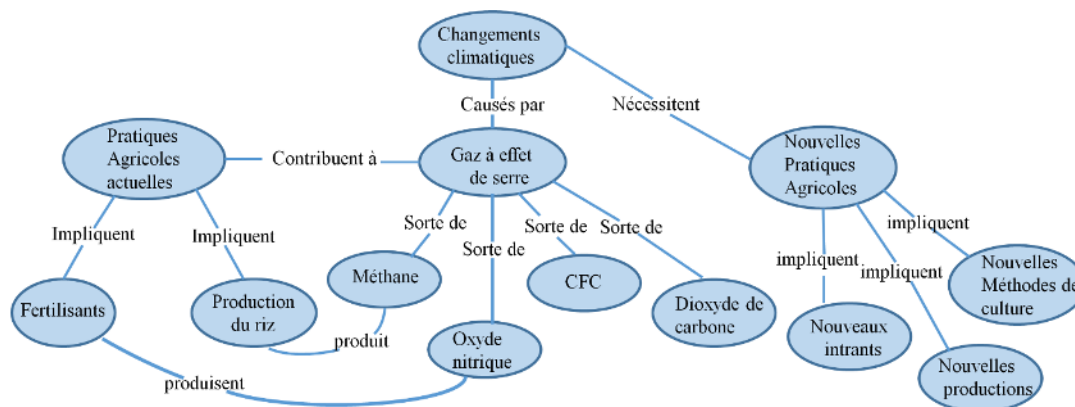 Changements
climatiques
Causés par
Nécessitent
Pratiques
Agricoles
actuelles
Contribuent à
Gaz à effet
de serre
Nouvelles
Pratiques
Agricoles
Impliquent
Impliquent
Sorte de
Sorte de
Sorte de
Sorte de
impliquent
impliquent
impliquent
Fertilisants
Production
du riz
Méthane
CFC
Dioxyde de
carbone
Nouvelles
Méthodes de
culture
produit
Oxyde
nitrique
Nouveaux
intrants
Nouvelles
productions
produisent